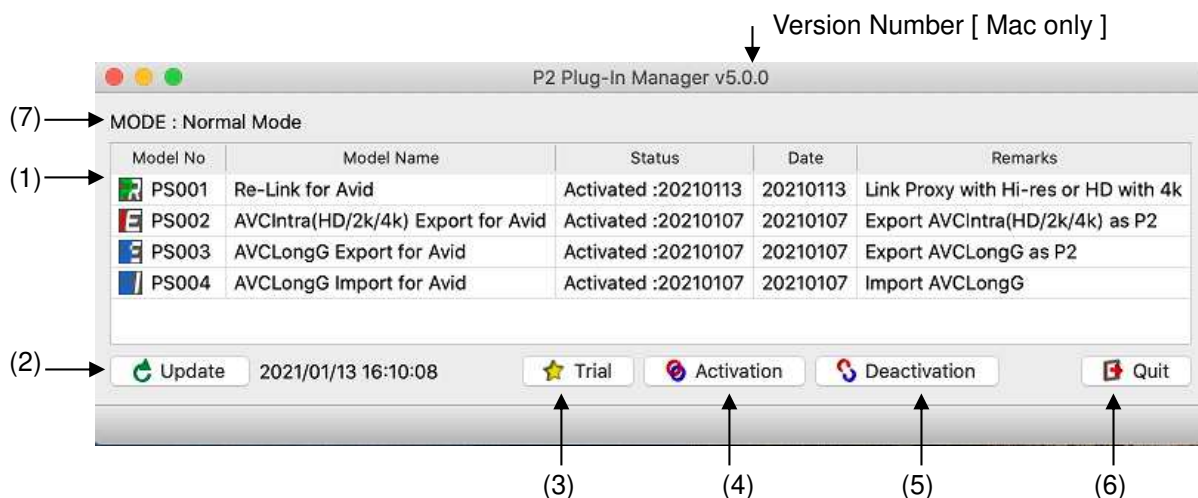 Version Number [ Mac only ]
P2 Plug-In Manager v5.0.0
(7) MODE : Normal Mode
Model No Model Name Status Date Remarks
(1) PS001 Re-Link for Avid Activated :20210113 20210113 Link Proxy with Hi-res or HD with 4k
PS002 AVCIntra(HD/2k/4k) Export for Avid Activated :20210107 20210107 Export AVCIntra(HD/2k/4k) as P2
PS003 AVCLongG Export for Avid Activated :20210107 20210107 Export AVCLongG as P2
PS004 AVCLongG Import for Avid Activated :20210107 20210107 Import AVCLongG
(2) Update 2021/01/13 16:10:08 Trial Activation Deactivation Quit
(3) (4) (5) (6)